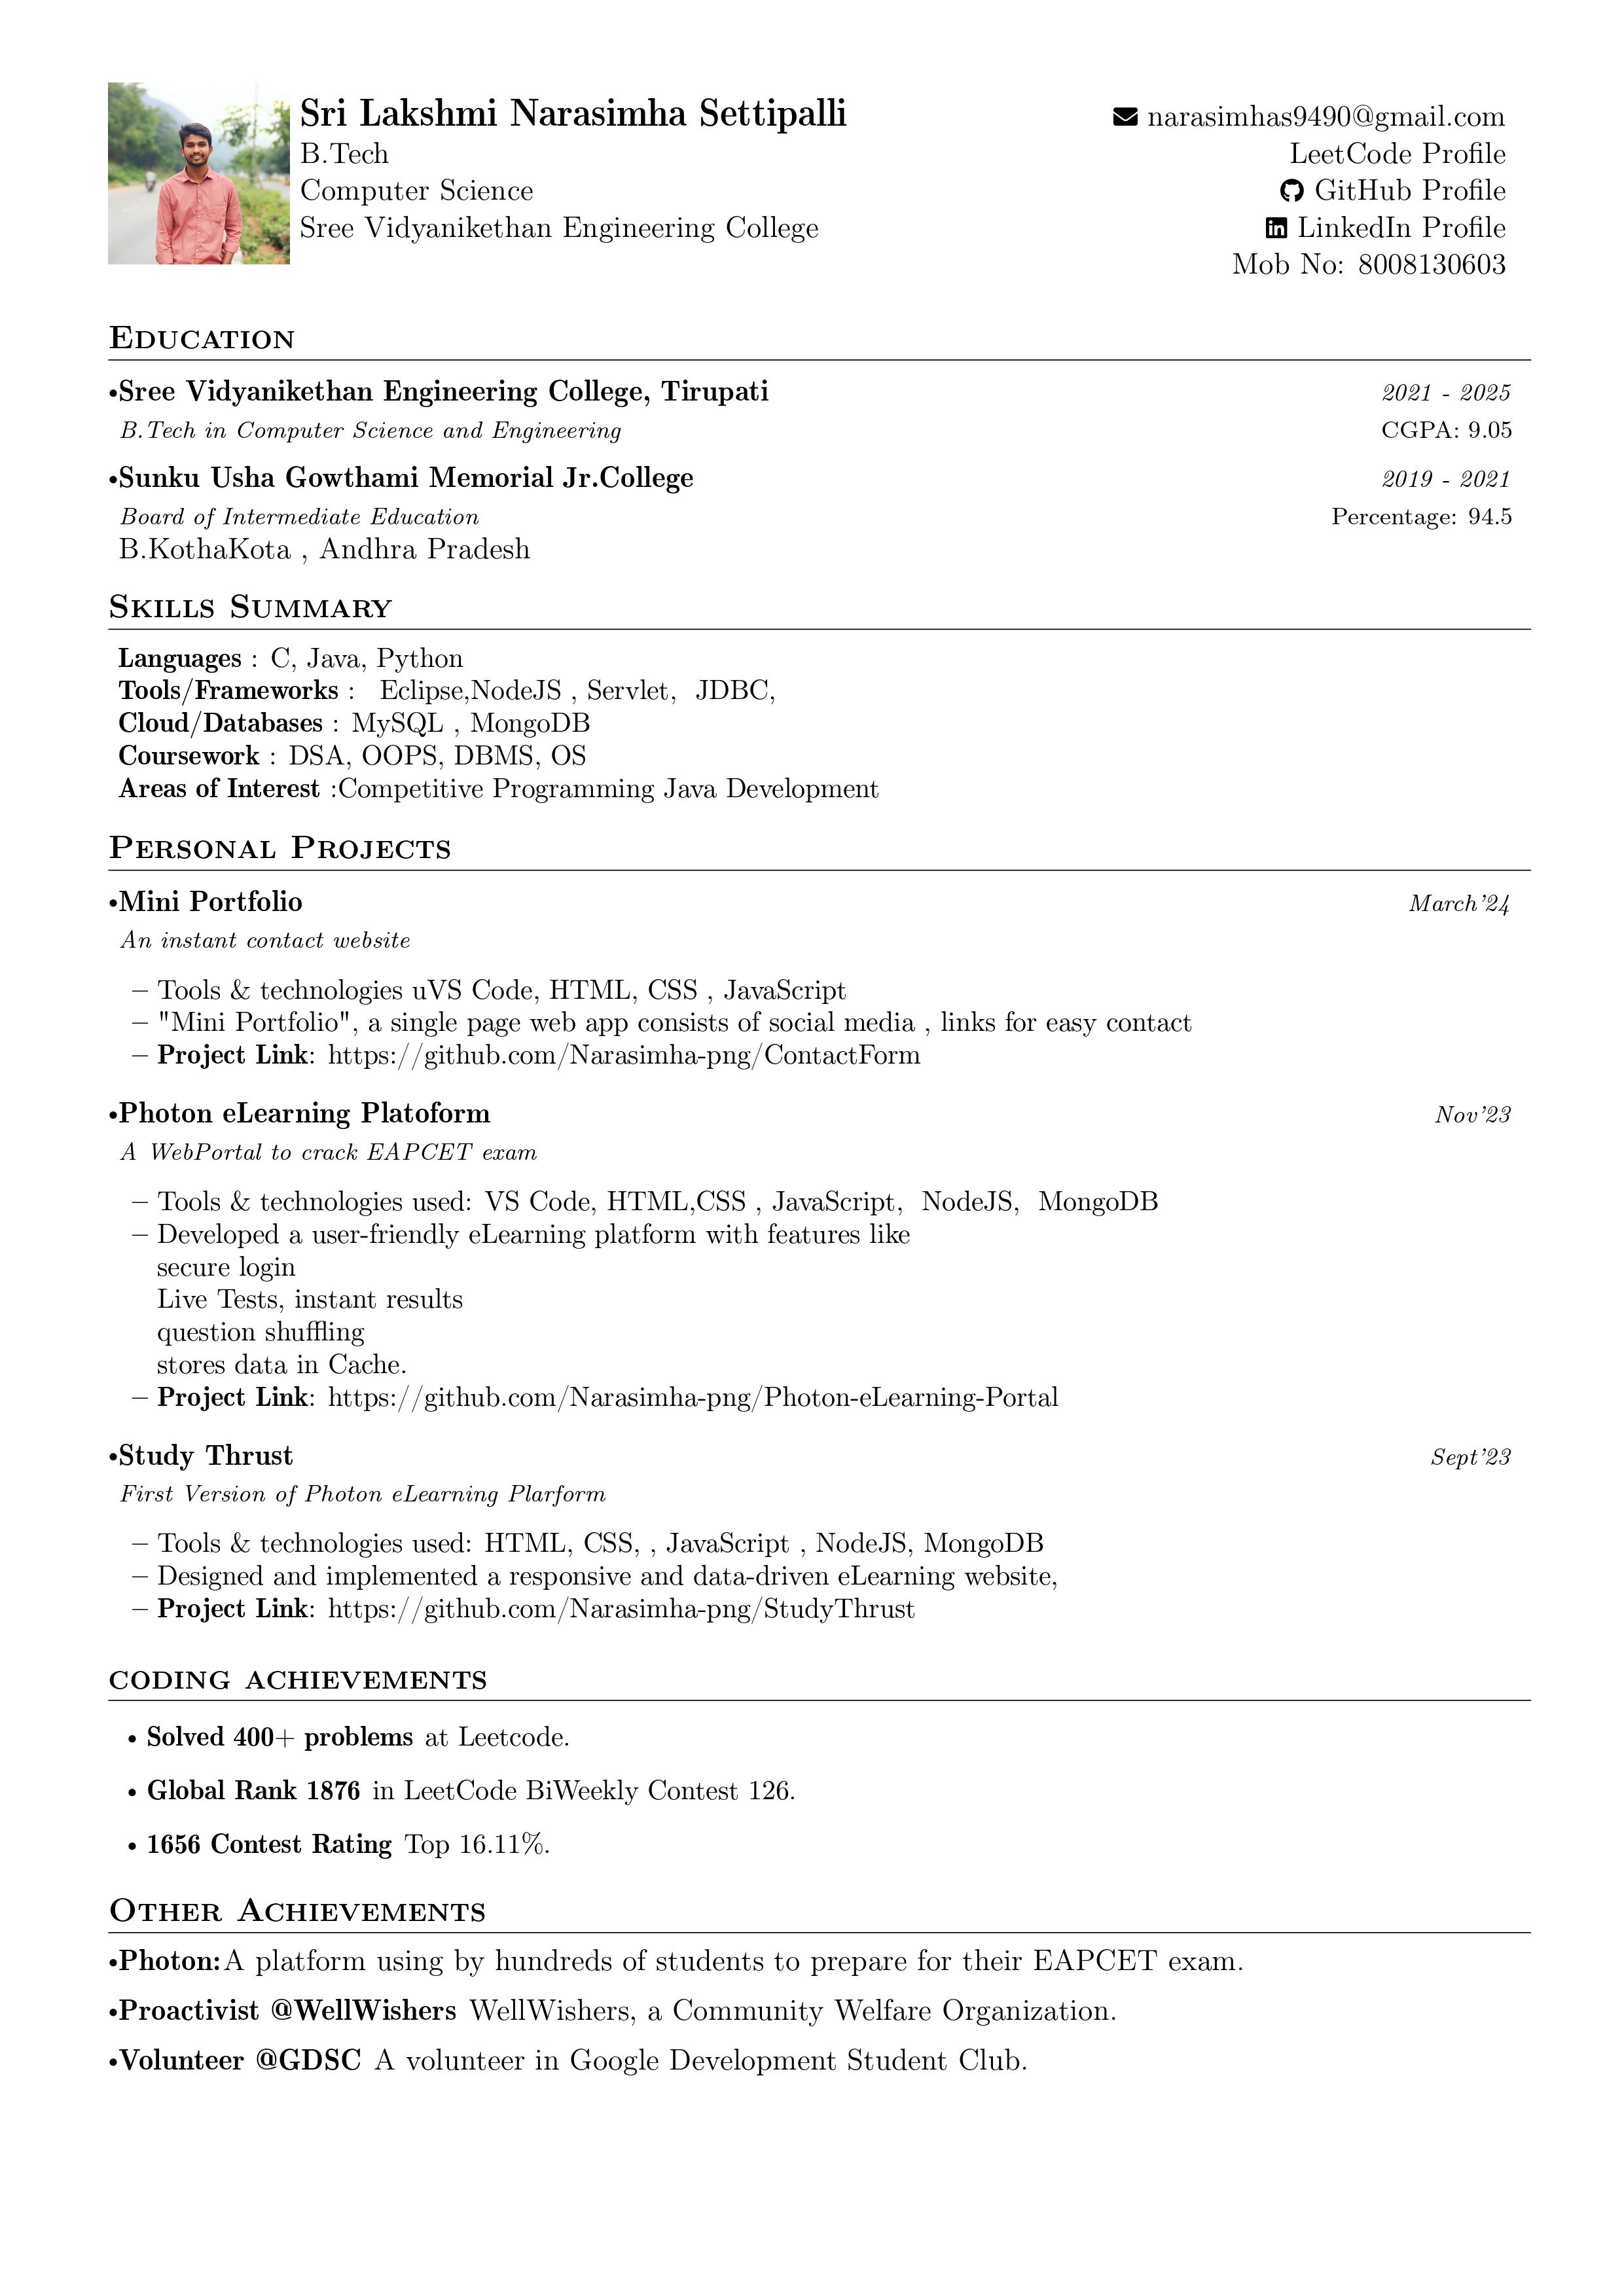 Sri Lakshmi Narasimha Settipalli
B.Tech
Computer Science
Sree Vidyanikethan Engineering College
narasimhas9490@gmail.com
LeetCode Profile
GitHub Profile
LinkedIn Profile
Mob No: 8008130603
Education
•Sree Vidyanikethan Engineering College, Tirupati 2021 - 2025
B.Tech in Computer Science and Engineering CGPA: 9.05
•Sunku Usha Gowthami Memorial Jr.College 2019 - 2021
Board of Intermediate Education Percentage: 94.5
B.KothaKota , Andhra Pradesh
Skills Summary
Languages : C, Java, Python
Tools/Frameworks : Eclipse,NodeJS , Servlet, JDBC,
Cloud/Databases : MySQL , MongoDB
Coursework : DSA, OOPS, DBMS, OS
Areas of Interest :Competitive Programming Java Development
Personal Projects
•Mini Portfolio March'24
An instant contact website
– Tools & technologies uVS Code, HTML, CSS , JavaScript
– "Mini Portfolio", a single page web app consists of social media , links for easy contact
– Project Link: https://github.com/Narasimha-png/ContactForm
•Photon eLearning Platoform Nov'23
A WebPortal to crack EAPCET exam
– Tools & technologies used: VS Code, HTML,CSS , JavaScript, NodeJS, MongoDB
– Developed a user-friendly eLearning platform with features like
secure login
Live Tests, instant results
question shuffling
stores data in Cache.
– Project Link: https://github.com/Narasimha-png/Photon-eLearning-Portal
•Study Thrust Sept'23
First Version of Photon eLearning Plarform
– Tools & technologies used: HTML, CSS, , JavaScript , NodeJS, MongoDB
– Designed and implemented a responsive and data-driven eLearning website,
– Project Link: https://github.com/Narasimha-png/StudyThrust
coding achievements
• Solved 400+ problems at Leetcode.
• Global Rank 1876 in LeetCode BiWeekly Contest 126.
• 1656 Contest Rating Top 16.11%.
Other Achievements
•Photon:A platform using by hundreds of students to prepare for their EAPCET exam.
•Proactivist @WellWishers WellWishers, a Community Welfare Organization.
•Volunteer @GDSC A volunteer in Google Development Student Club.